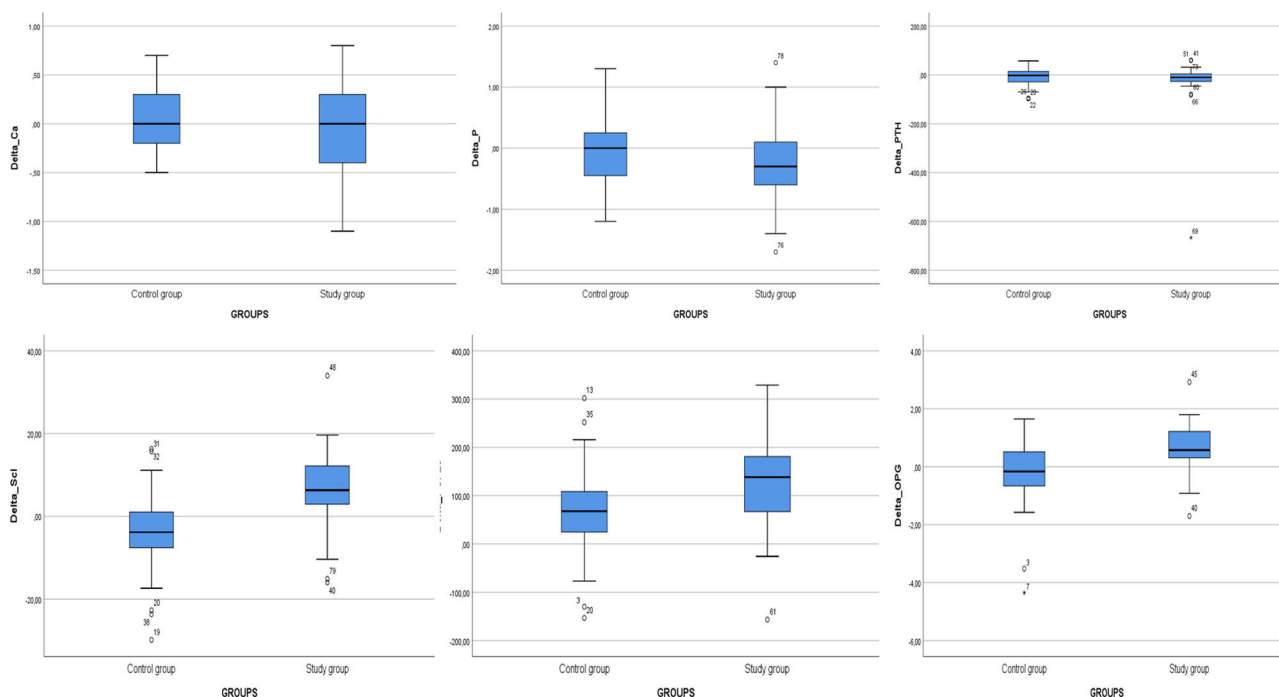 1,00
,50
,00
-,50
-1,00
-1,50
Delta_Ca
Control group
Study group
GROUPS
2,00
1,00
,00
-1,00
-2,00
Delta_P
78
76
Control group
Study group
GROUPS
200,00
,00
-200,00
-400,00
-600,00
-800,00
Delta_PTH
22
51 41
73
60
66
69
Control group
Study group
GROUPS
40,00
20,00
,00
-20,00
Delta_Scl
31
32
20
38
19
48
79
40
Control group
Study group
GROUPS
400,00
300,00
200,00
100,00
,00
-100,00
-200,00
13
35
3
20
61
Control group
Study group
GROUPS
4,00
2,00
,00
-2,00
-4,00
-6,00
Delta_OPG
3
7
45
40
Control group
Study group
GROUPS